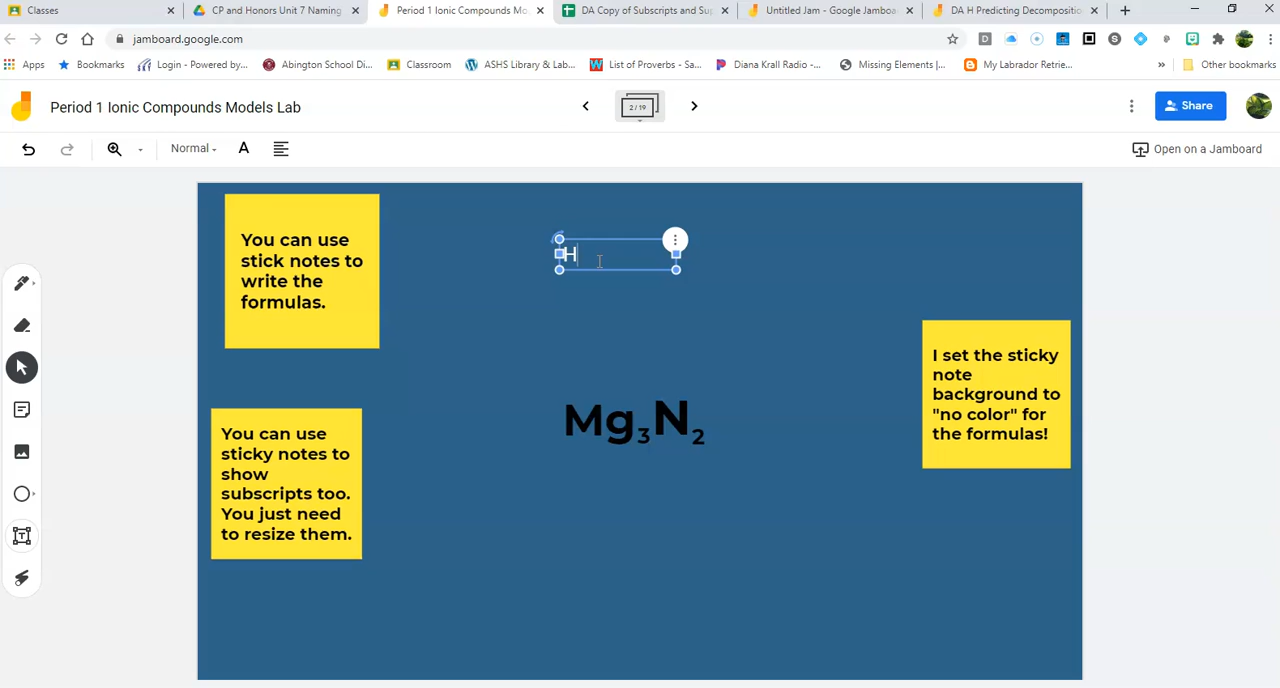 Classes
CP and Honors Unit 7 Naming
Period 1 Ionic Compounds Mo
DA Copy of Subscripts and Sup
Untitled Jam - Google Jamboa
DA H Predicting Decompositio
jamboard.google.com
Apps
Bookmarks
Login - Powered by...
Abington School Di...
Classroom
ASHS Library & Lab...
List of Proverbs - Sa...
Diana Krall Radio -...
Missing Elements |...
My Labrador Retrie...
Other bookmarks
Period 1 Ionic Compounds Models Lab
2 / 19
Share
Normal
A
Open on a Jamboard
You can use
stick notes to
write the
formulas.
H
I set the sticky
note
background to
"no color" for
the formulas!
Mg₃N₂
You can use
sticky notes to
show
subscripts too.
You just need
to resize them.